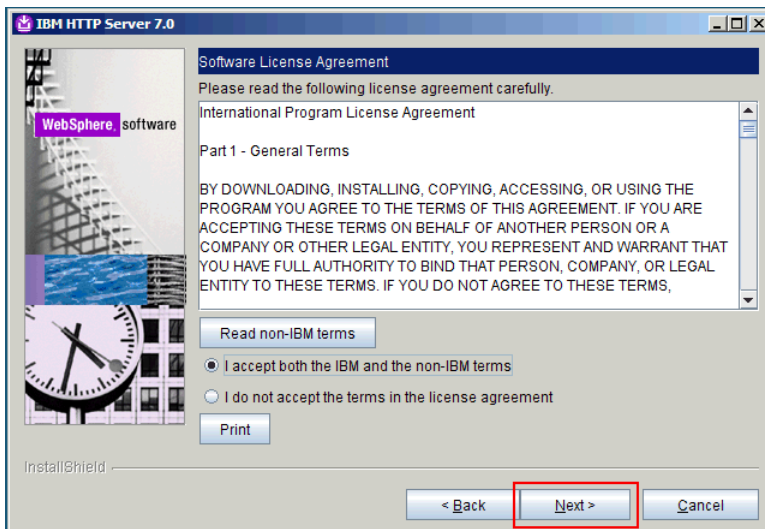 IBM HTTP Server 7.0
WebSphere. software
Software License Agreement
Please read the following license agreement carefully.
International Program License Agreement
Part 1 - General Terms
BY DOWNLOADING, INSTALLING, COPYING, ACCESSING, OR USING THE
PROGRAM YOU AGREE TO THE TERMS OF THIS AGREEMENT. IF YOU ARE
ACCEPTING THESE TERMS ON BEHALF OF ANOTHER PERSON OR A
COMPANY OR OTHER LEGAL ENTITY, YOU REPRESENT AND WARRANT THAT
YOU HAVE FULL AUTHORITY TO BIND THAT PERSON, COMPANY, OR LEGAL
ENTITY TO THESE TERMS. IF YOU DO NOT AGREE TO THESE TERMS,
Read non-IBM terms
I accept both the IBM and the non-IBM terms
I do not accept the terms in the license agreement
Print
InstallShield
< Back Next > Cancel